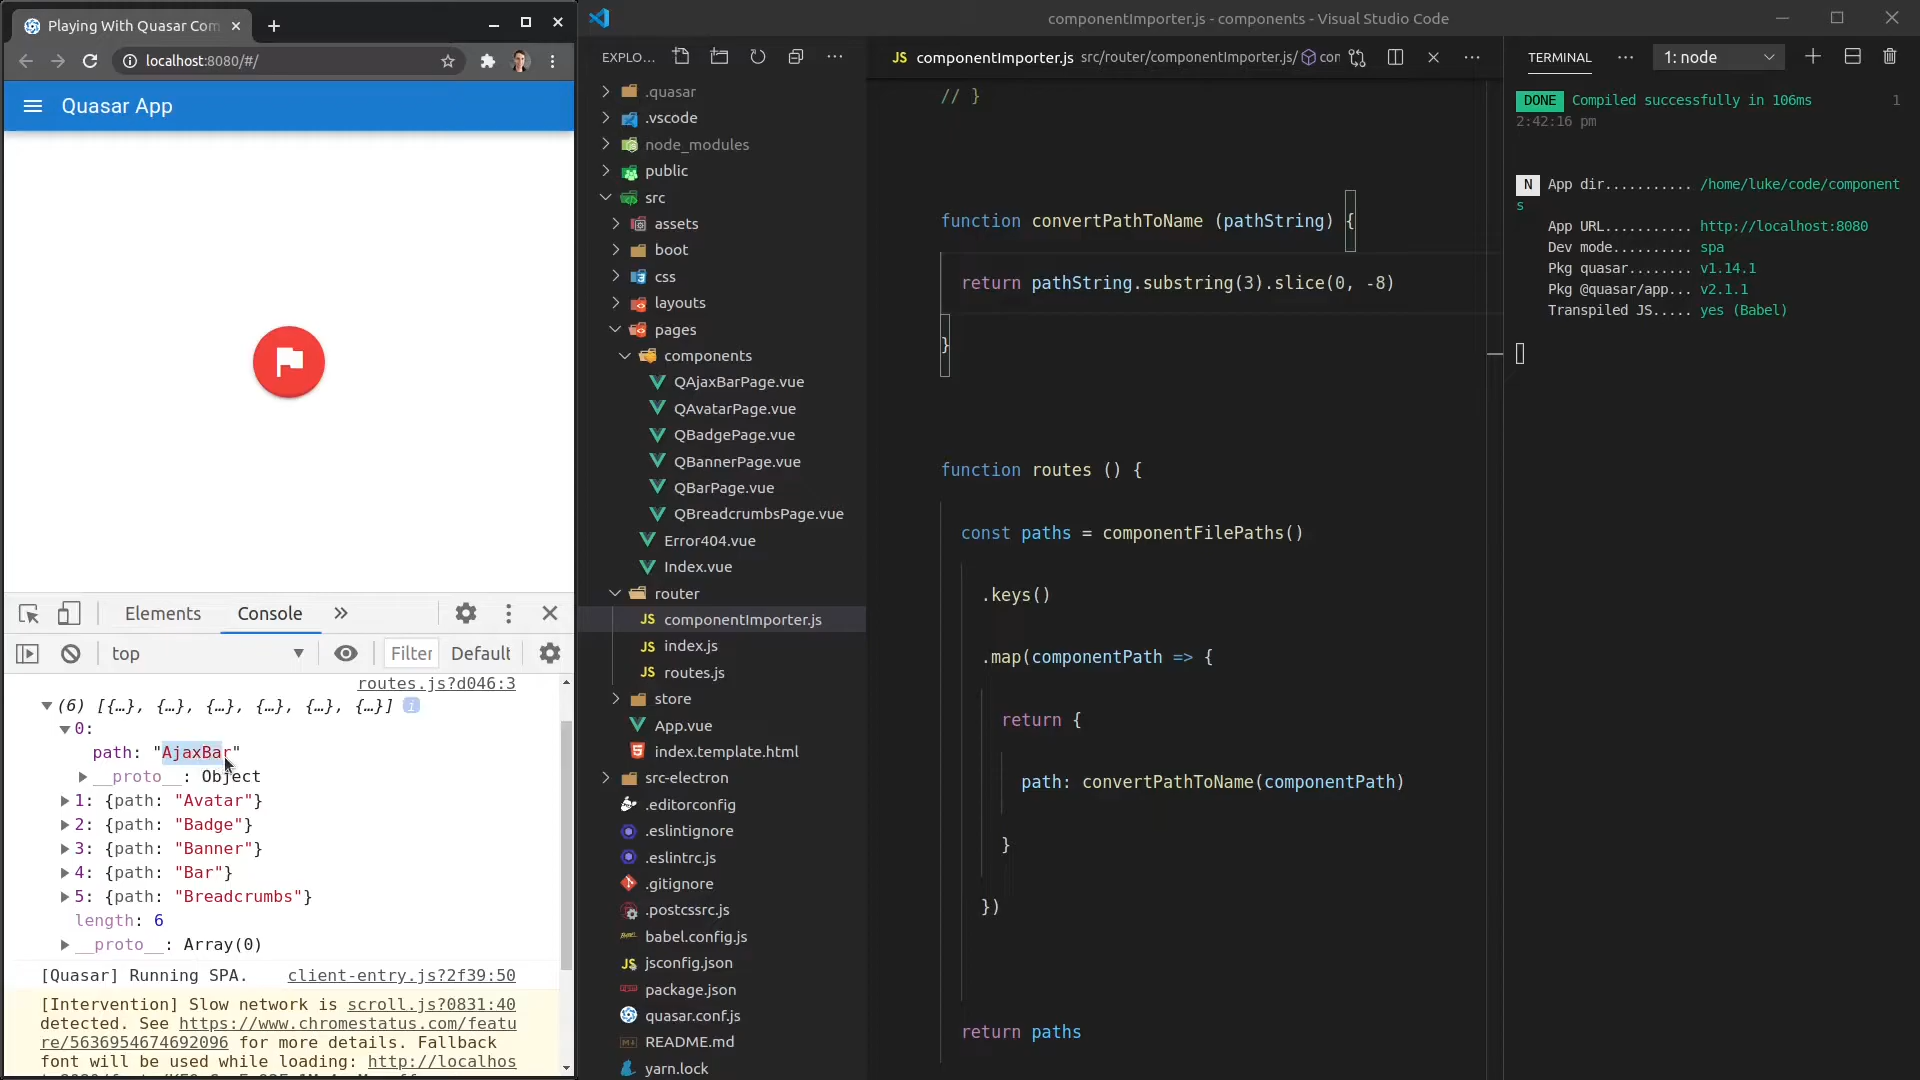 Playing With Quasar Com
localhost:8080/#/
Quasar App
Elements
Console
top
Filter
Default
routes.js?d046:3
(6) [{…}, {…}, {…}, {…}, {…}, {…}]
0:
path: "AjaxBar"
__proto__: Object
1: {path: "Avatar"}
2: {path: "Badge"}
3: {path: "Banner"}
4: {path: "Bar"}
5: {path: "Breadcrumbs"}
length: 6
__proto__: Array(0)
[Quasar] Running SPA. client-entry.js?2f39:50
[Intervention] Slow network is scroll.js?0831:40
detected. See https://www.chromestatus.com/featu
re/5636954674692096 for more details. Fallback
font will be used while loading: http://localhos
componentImporter.js - components - Visual Studio Code
EXPLO...
.quasar
.vscode
node_modules
public
src
assets
boot
css
layouts
pages
components
QAjaxBarPage.vue
QAvatarPage.vue
QBadgePage.vue
QBannerPage.vue
QBarPage.vue
QBreadcrumbsPage.vue
Error404.vue
Index.vue
router
componentImporter.js
index.js
routes.js
store
App.vue
index.template.html
src-electron
.editorconfig
.eslintignore
.eslintrc.js
.gitignore
.postcssrc.js
babel.config.js
jsconfig.json
package.json
quasar.conf.js
README.md
yarn.lock
JS componentImporter.js src/router/componentImporter.js/ con
// }
function convertPathToName (pathString) {
return pathString.substring(3).slice(0, -8)
}
function routes () {
const paths = componentFilePaths()
.keys()
.map(componentPath => {
return {
path: convertPathToName(componentPath)
}
})
return paths
TERMINAL
1: node
DONE Compiled successfully in 106ms 1
2:42:16 pm
N App dir........... /home/luke/code/component
s
App URL........... http://localhost:8080
Dev mode.......... spa
Pkg quasar........ v1.14.1
Pkg @quasar/app... v2.1.1
Transpiled JS..... yes (Babel)